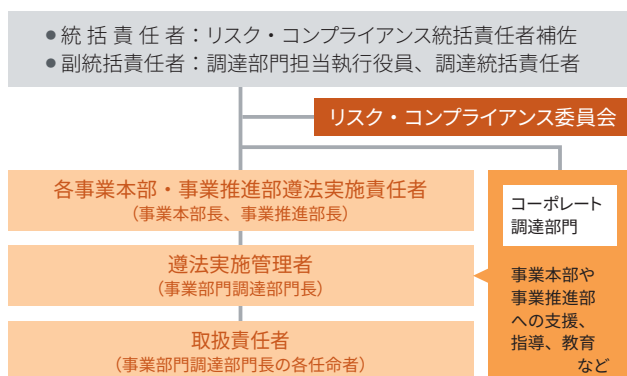 ●統括責任者：リスク・コンプライアンス統括責任者補佐
●副統括責任者：調達部門担当執行役員、調達統括責任者
リスク・コンプライアンス委員会
各事業本部・事業推進部遵法実施責任者
（事業本部長、事業推進部長）
遵法実施管理者
（事業部門調達部門長）
取扱責任者
（事業部門調達部門長の各任命者）
コーポレート
調達部門
事業本部や
事業推進部
への支援、
指導、教育
など